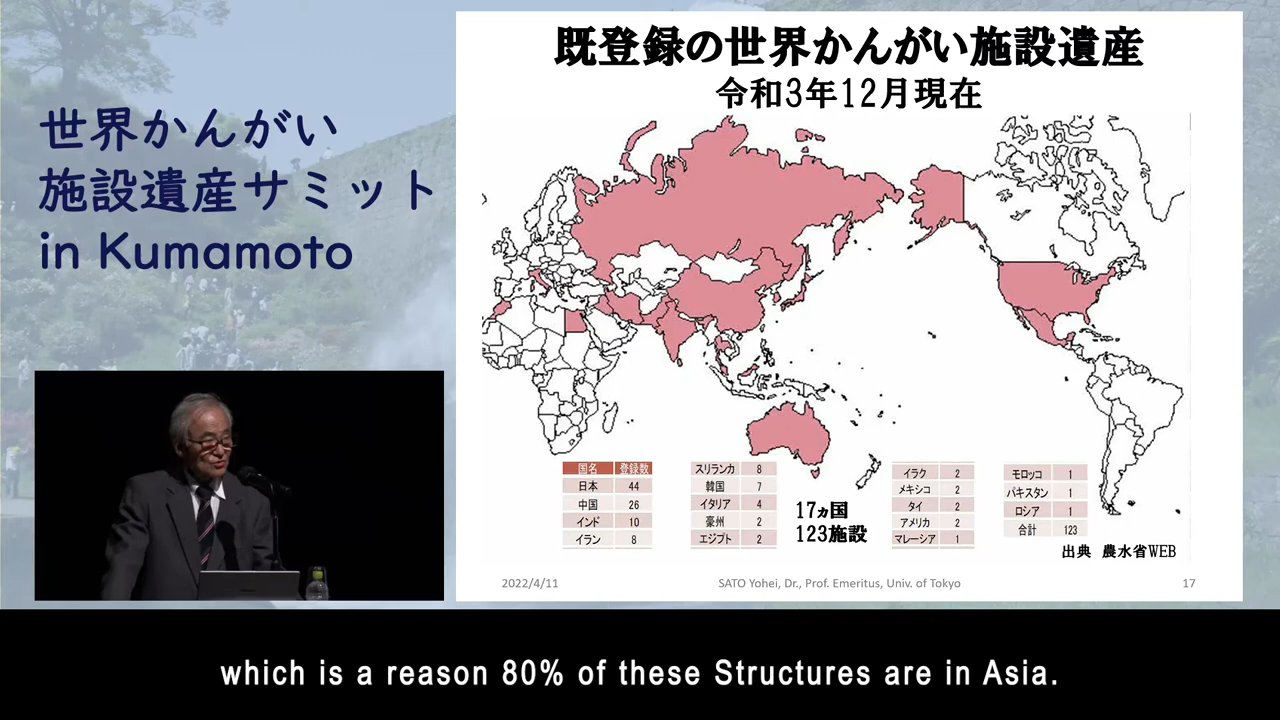 世界かんがい
施設遺産サミット
in Kumamoto
既登録の世界かんがい施設遺産
令和3年12月現在
国名 登録数
日本 44
中国 26
インド 10
イラン 8
スリランカ 8
韓国 7
イタリア 4
豪州 2
エジプト 2
17ヵ国
123施設
イラク 2
メキシコ 2
タイ 2
アメリカ 2
マレーシア 1
モロッコ 1
パキスタン 1
ロシア 1
合計 123
出典 農水省WEB
2022/4/11
SATO Yohei, Dr., Prof. Emeritus, Univ. of Tokyo
17
which is a reason 80% of these Structures are in Asia.